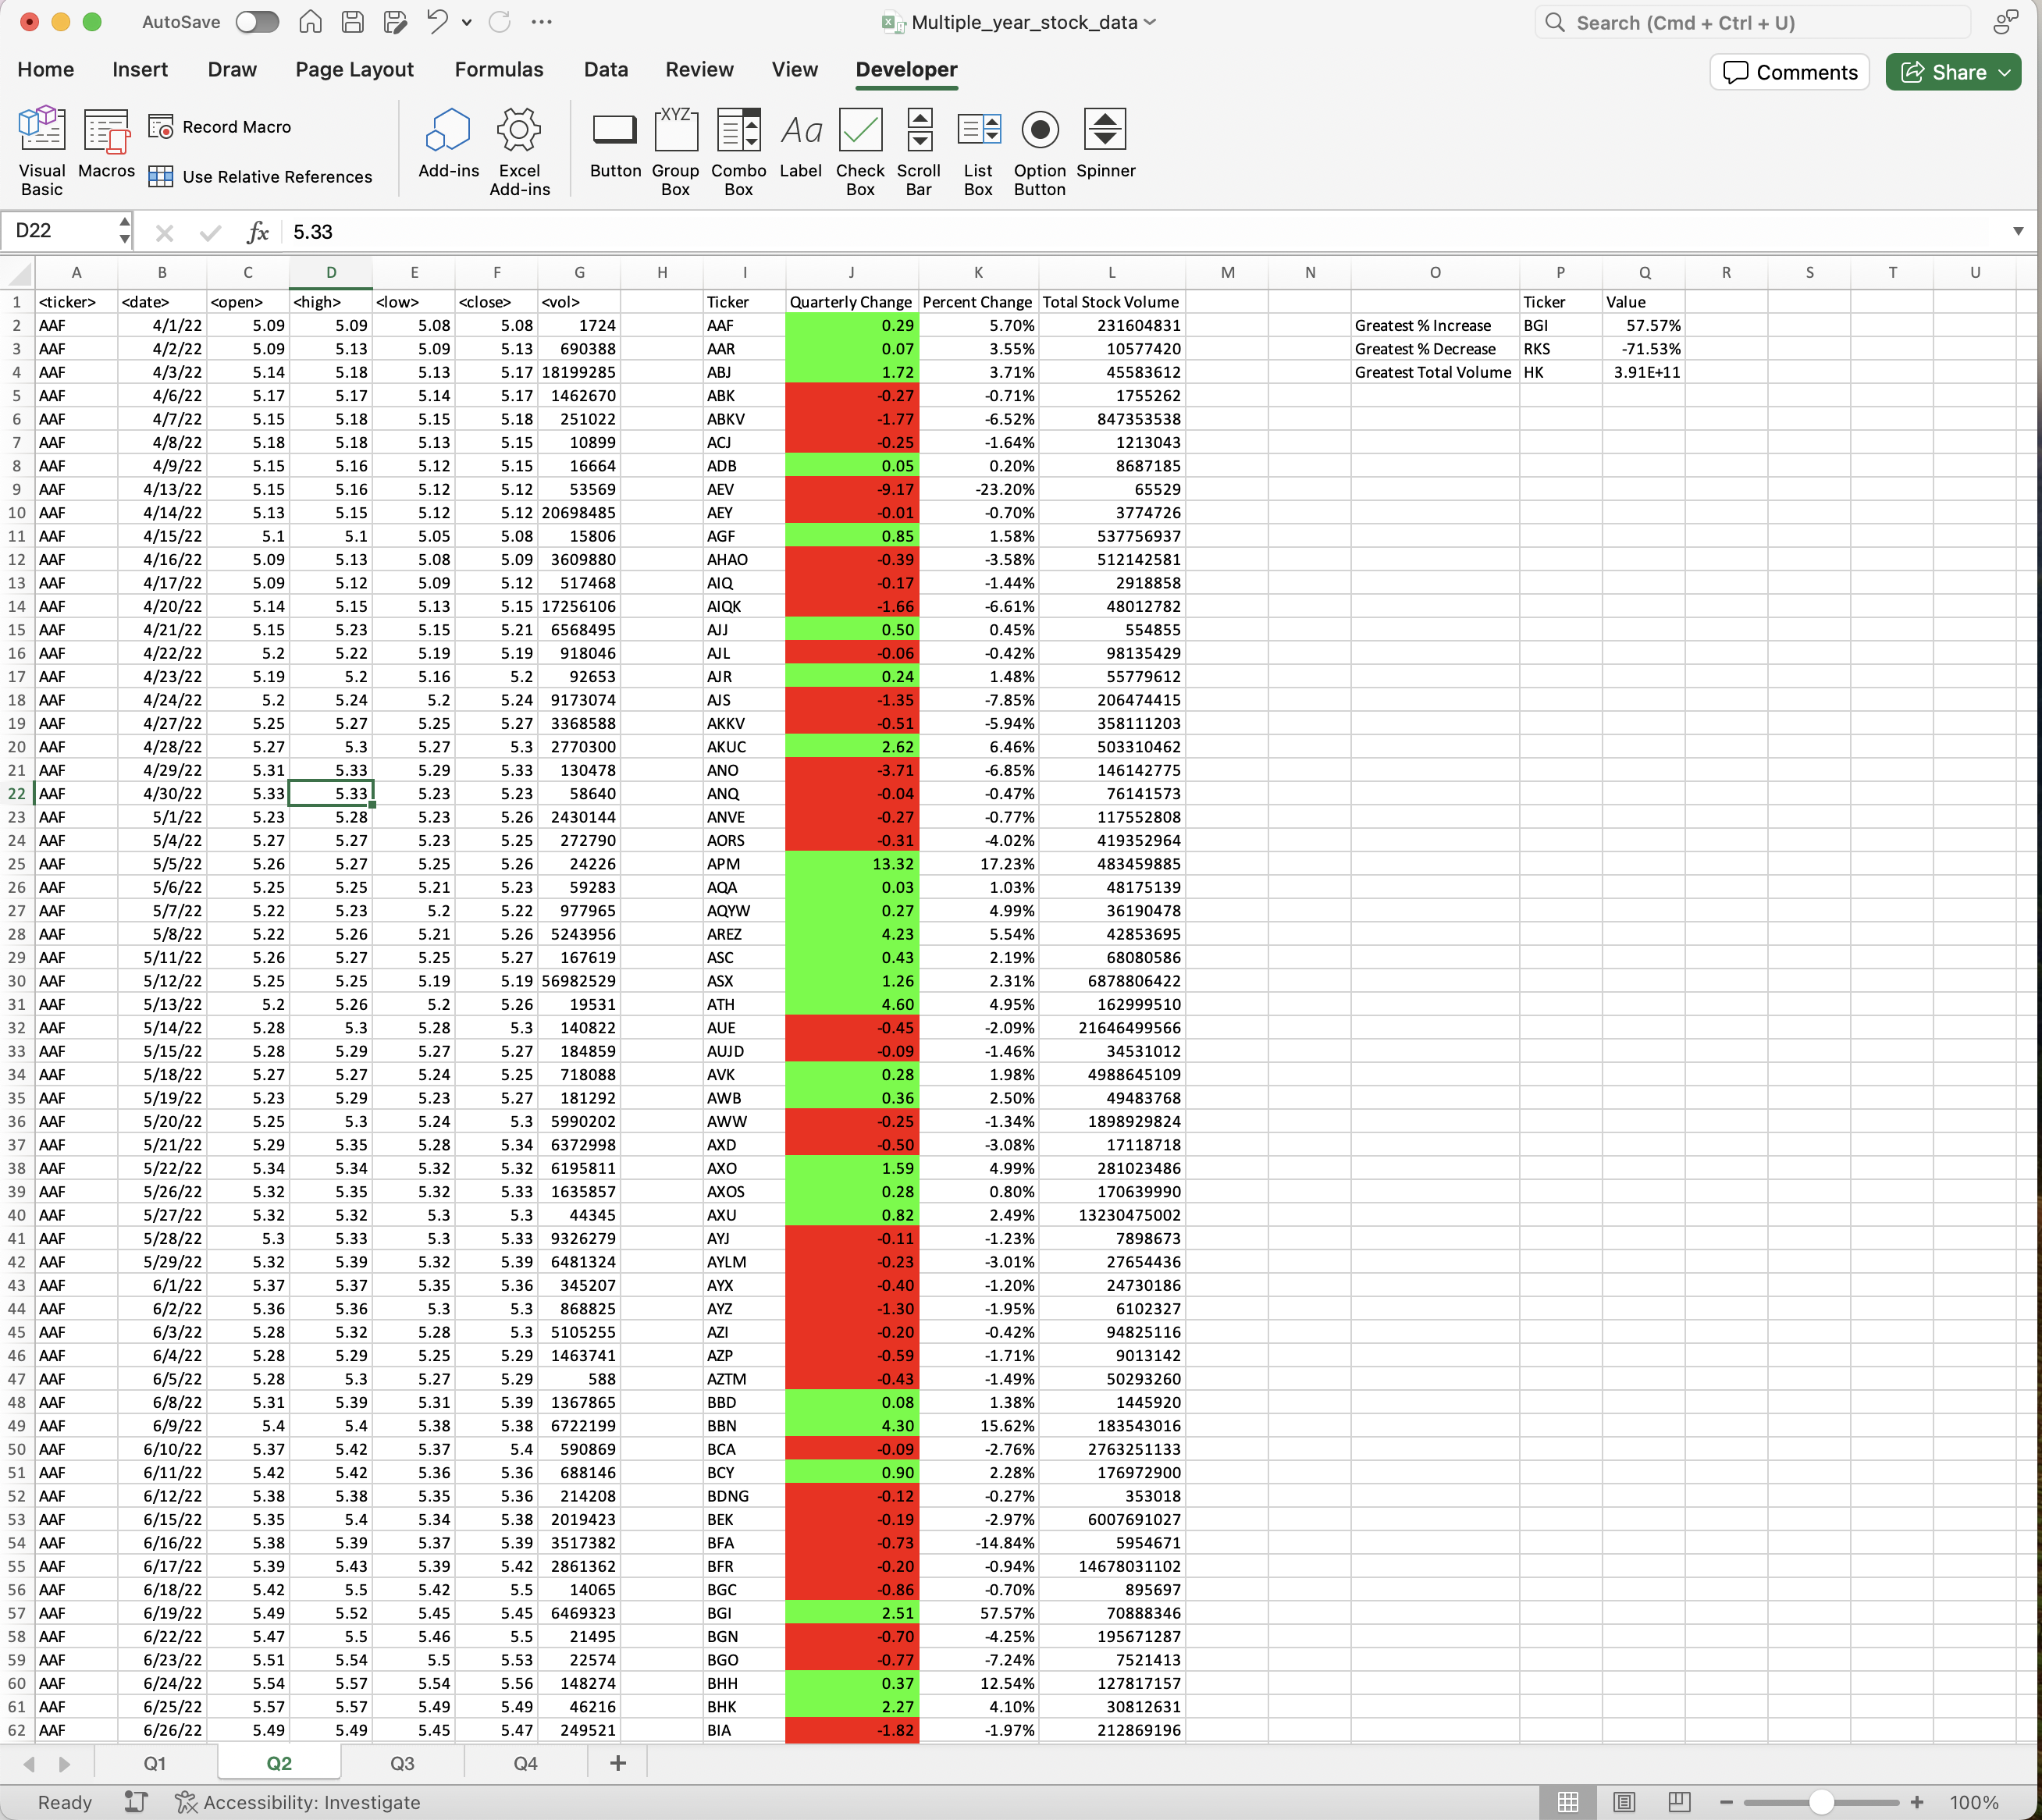 AutoSave
Multiple_year_stock_data
Search (Cmd + Ctrl + U)
Home Insert Draw Page Layout Formulas Data Review View Developer
Comments Share
Visual Basic Macros Record Macro Use Relative References Add-ins Excel Add-ins Button Group Box Combo Box Label Check Box Scroll Bar List Box Option Button Spinner
XYZ Aa
D22 fx 5.33
A B C D E F G H I J K L M N O P Q R S T U
1 <ticker> <date> <open> <high> <low> <close> <vol> Ticker Quarterly Change Percent Change Total Stock Volume Ticker Value
2 AAF 4/1/22 5.09 5.09 5.08 5.08 1724 AAF 0.29 5.70% 231604831 Greatest % Increase BGI 57.57%
3 AAF 4/2/22 5.09 5.13 5.09 5.13 690388 AAR 0.07 3.55% 10577420 Greatest % Decrease RKS -71.53%
4 AAF 4/3/22 5.14 5.18 5.13 5.17 18199285 ABJ 1.72 3.71% 45583612 Greatest Total Volume HK 3.91E+11
5 AAF 4/6/22 5.17 5.17 5.14 5.17 1462670 ABK -0.27 -0.71% 1755262
6 AAF 4/7/22 5.15 5.18 5.15 5.18 251022 ABKV -1.77 -6.52% 847353538
7 AAF 4/8/22 5.18 5.18 5.13 5.15 10899 ACJ -0.25 -1.64% 1213043
8 AAF 4/9/22 5.15 5.16 5.12 5.15 16664 ADB 0.05 0.20% 8687185
9 AAF 4/13/22 5.15 5.16 5.12 5.12 53569 AEV -9.17 -23.20% 65529
10 AAF 4/14/22 5.13 5.15 5.12 5.12 20698485 AEY -0.01 -0.70% 3774726
11 AAF 4/15/22 5.1 5.1 5.05 5.08 15806 AGF 0.85 1.58% 537756937
12 AAF 4/16/22 5.09 5.13 5.08 5.09 3609880 AHAO -0.39 -3.58% 512142581
13 AAF 4/17/22 5.09 5.12 5.09 5.12 517468 AIQ -0.17 -1.44% 2918858
14 AAF 4/20/22 5.14 5.15 5.13 5.15 17256106 AIQK -1.66 -6.61% 48012782
15 AAF 4/21/22 5.15 5.23 5.15 5.21 6568495 AJJ 0.50 0.45% 554855
16 AAF 4/22/22 5.2 5.22 5.19 5.19 918046 AJL -0.06 -0.42% 98135429
17 AAF 4/23/22 5.19 5.2 5.16 5.2 92653 AJR 0.24 1.48% 55779612
18 AAF 4/24/22 5.2 5.24 5.2 5.24 9173074 AJS -1.35 -7.85% 206474415
19 AAF 4/27/22 5.25 5.27 5.25 5.27 3368588 AKKV -0.51 -5.94% 358111203
20 AAF 4/28/22 5.27 5.3 5.27 5.3 2770300 AKUC 2.62 6.46% 503310462
21 AAF 4/29/22 5.31 5.33 5.29 5.33 130478 ANO -3.71 -6.85% 146142775
22 AAF 4/30/22 5.33 5.33 5.23 5.23 58640 ANQ -0.04 -0.47% 76141573
23 AAF 5/1/22 5.23 5.28 5.23 5.26 2430144 ANVE -0.27 -0.77% 117552808
24 AAF 5/4/22 5.27 5.27 5.23 5.25 272790 AORS -0.31 -4.02% 419352964
25 AAF 5/5/22 5.26 5.27 5.25 5.26 24226 APM 13.32 17.23% 483459885
26 AAF 5/6/22 5.25 5.25 5.21 5.23 59283 AQA 0.03 1.03% 48175139
27 AAF 5/7/22 5.22 5.23 5.2 5.22 977965 AQYW 0.27 4.99% 36190478
28 AAF 5/8/22 5.22 5.26 5.21 5.26 5243956 AREZ 4.23 5.54% 42853695
29 AAF 5/11/22 5.26 5.27 5.25 5.27 167619 ASC 0.43 2.19% 68080586
30 AAF 5/12/22 5.25 5.25 5.19 5.19 56982529 ASX 1.26 2.31% 6878806422
31 AAF 5/13/22 5.2 5.26 5.2 5.26 19531 ATH 4.60 4.95% 162999510
32 AAF 5/14/22 5.28 5.3 5.28 5.3 140822 AUE -0.45 -2.09% 21646499566
33 AAF 5/15/22 5.28 5.29 5.27 5.27 184859 AUJD -0.09 -1.46% 34531012
34 AAF 5/18/22 5.27 5.27 5.24 5.25 718088 AVK 0.28 1.98% 4988645109
35 AAF 5/19/22 5.23 5.29 5.23 5.27 181292 AWB 0.36 2.50% 49483768
36 AAF 5/20/22 5.25 5.3 5.24 5.3 5990202 AWW -0.25 -1.34% 1898929824
37 AAF 5/21/22 5.29 5.35 5.28 5.34 6372998 AXD -0.50 -3.08% 17118718
38 AAF 5/22/22 5.34 5.34 5.32 5.32 6195811 AXO 1.59 4.99% 281023486
39 AAF 5/26/22 5.32 5.35 5.32 5.33 1635857 AXOS 0.28 0.80% 170639990
40 AAF 5/27/22 5.32 5.32 5.3 5.3 44345 AXU 0.82 2.49% 13230475002
41 AAF 5/28/22 5.3 5.33 5.3 5.33 9326279 AYJ -0.11 -1.23% 7898673
42 AAF 5/29/22 5.32 5.39 5.32 5.39 6481324 AYLM -0.23 -3.01% 27654436
43 AAF 6/1/22 5.37 5.37 5.35 5.36 345207 AYX -0.40 -1.20% 24730186
44 AAF 6/2/22 5.36 5.36 5.3 5.3 868825 AYZ -1.30 -1.95% 6102327
45 AAF 6/3/22 5.28 5.32 5.28 5.3 5105255 AZI -0.20 -0.42% 94825116
46 AAF 6/4/22 5.28 5.29 5.25 5.29 1463741 AZP -0.59 -1.71% 9013142
47 AAF 6/5/22 5.28 5.3 5.27 5.29 588 AZTM -0.43 -1.49% 50293260
48 AAF 6/8/22 5.31 5.39 5.31 5.39 1367865 BBD 0.08 1.38% 1445920
49 AAF 6/9/22 5.4 5.4 5.38 5.38 6722199 BBN 4.30 15.62% 183543016
50 AAF 6/10/22 5.37 5.42 5.37 5.4 590869 BCA -0.09 -2.76% 2763251133
51 AAF 6/11/22 5.42 5.42 5.36 5.36 688146 BCY 0.90 2.28% 176972900
52 AAF 6/12/22 5.38 5.38 5.35 5.36 214208 BDNG -0.12 -0.27% 353018
53 AAF 6/15/22 5.35 5.4 5.34 5.38 2019423 BEK -0.19 -2.97% 6007691027
54 AAF 6/16/22 5.38 5.39 5.37 5.39 3517382 BFA -0.73 -14.84% 5954671
55 AAF 6/17/22 5.39 5.43 5.39 5.42 2861362 BFR -0.20 -0.94% 14678031102
56 AAF 6/18/22 5.42 5.5 5.42 5.5 14065 BGC -0.86 -0.70% 895697
57 AAF 6/19/22 5.49 5.52 5.45 5.45 6469323 BGI 2.51 57.57% 70888346
58 AAF 6/22/22 5.47 5.5 5.46 5.5 21495 BGN -0.70 -4.25% 195671287
59 AAF 6/23/22 5.51 5.54 5.5 5.53 22574 BGO -0.77 -7.24% 7521413
60 AAF 6/24/22 5.54 5.57 5.54 5.56 148274 BHH 0.37 12.54% 127817157
61 AAF 6/25/22 5.57 5.57 5.49 5.49 46216 BHK 2.27 4.10% 30812631
62 AAF 6/26/22 5.49 5.49 5.45 5.47 249521 BIA -1.82 -1.97% 212869196
Q1 Q2 Q3 Q4
Ready Accessibility: Investigate 100%